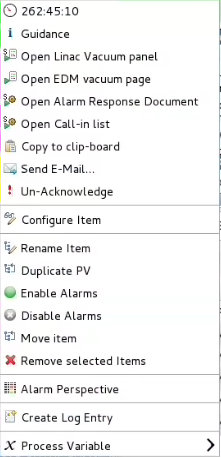 262:45:10
Guidance
Open Linac Vacuum panel
Open EDM vacuum page
Open Alarm Response Document
Open Call-in list
Copy to clip-board
Send E-Mail...
Un-Acknowledge
Configure Item
Rename Item
Duplicate PV
Enable Alarms
Disable Alarms
Move item
Remove selected Items
Alarm Perspective
Create Log Entry
Process Variable